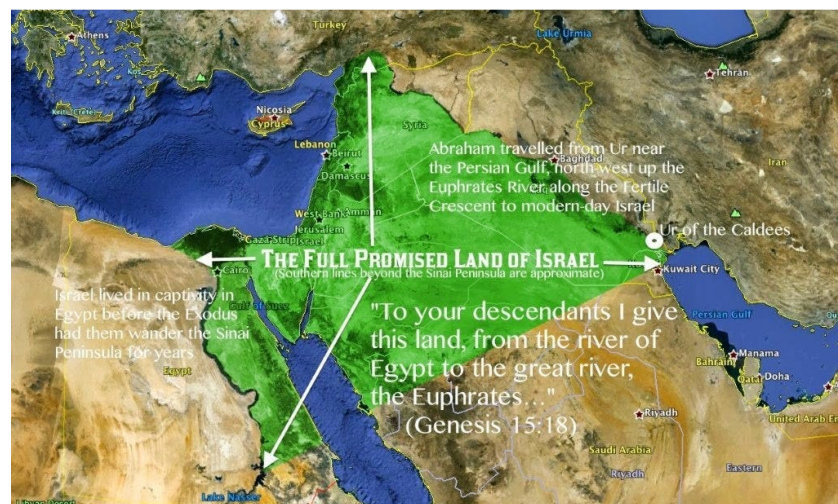 Turkey
Athens
Lake Urmia
Tehran
Nicosia
Cyprus
Syria
Lebanon
Beirut
Damascus
Abraham travelled from Ur near
the Persian Gulf, north west up the
Euphrates River along the Fertile
Crescent to modern-day Israel
Baghdad
Iran
West Bank
Amman
Jerusalem
Gaza Strip
Israel
Ur of the Caldees
THE FULL PROMISED LAND OF ISRAEL
(Southern lines beyond the Sinai Peninsula are approximate)
Cairo
Kuwait City
Israel lived in captivity in
Egypt before the Exodus
had them wander the Sinai
Peninsula for years
Gulf of Suez
"To your descendants I give
this land, from the river of
Egypt to the great river,
the Euphrates..."
(Genesis 15:18)
Persian Gulf
Egypt
Manama
Bahrain
Qatar
Doha
Riyadh
United Arab Em
Saudi Arabia
Riyadh
Eastern
Lake Nasser
Libyan Desert